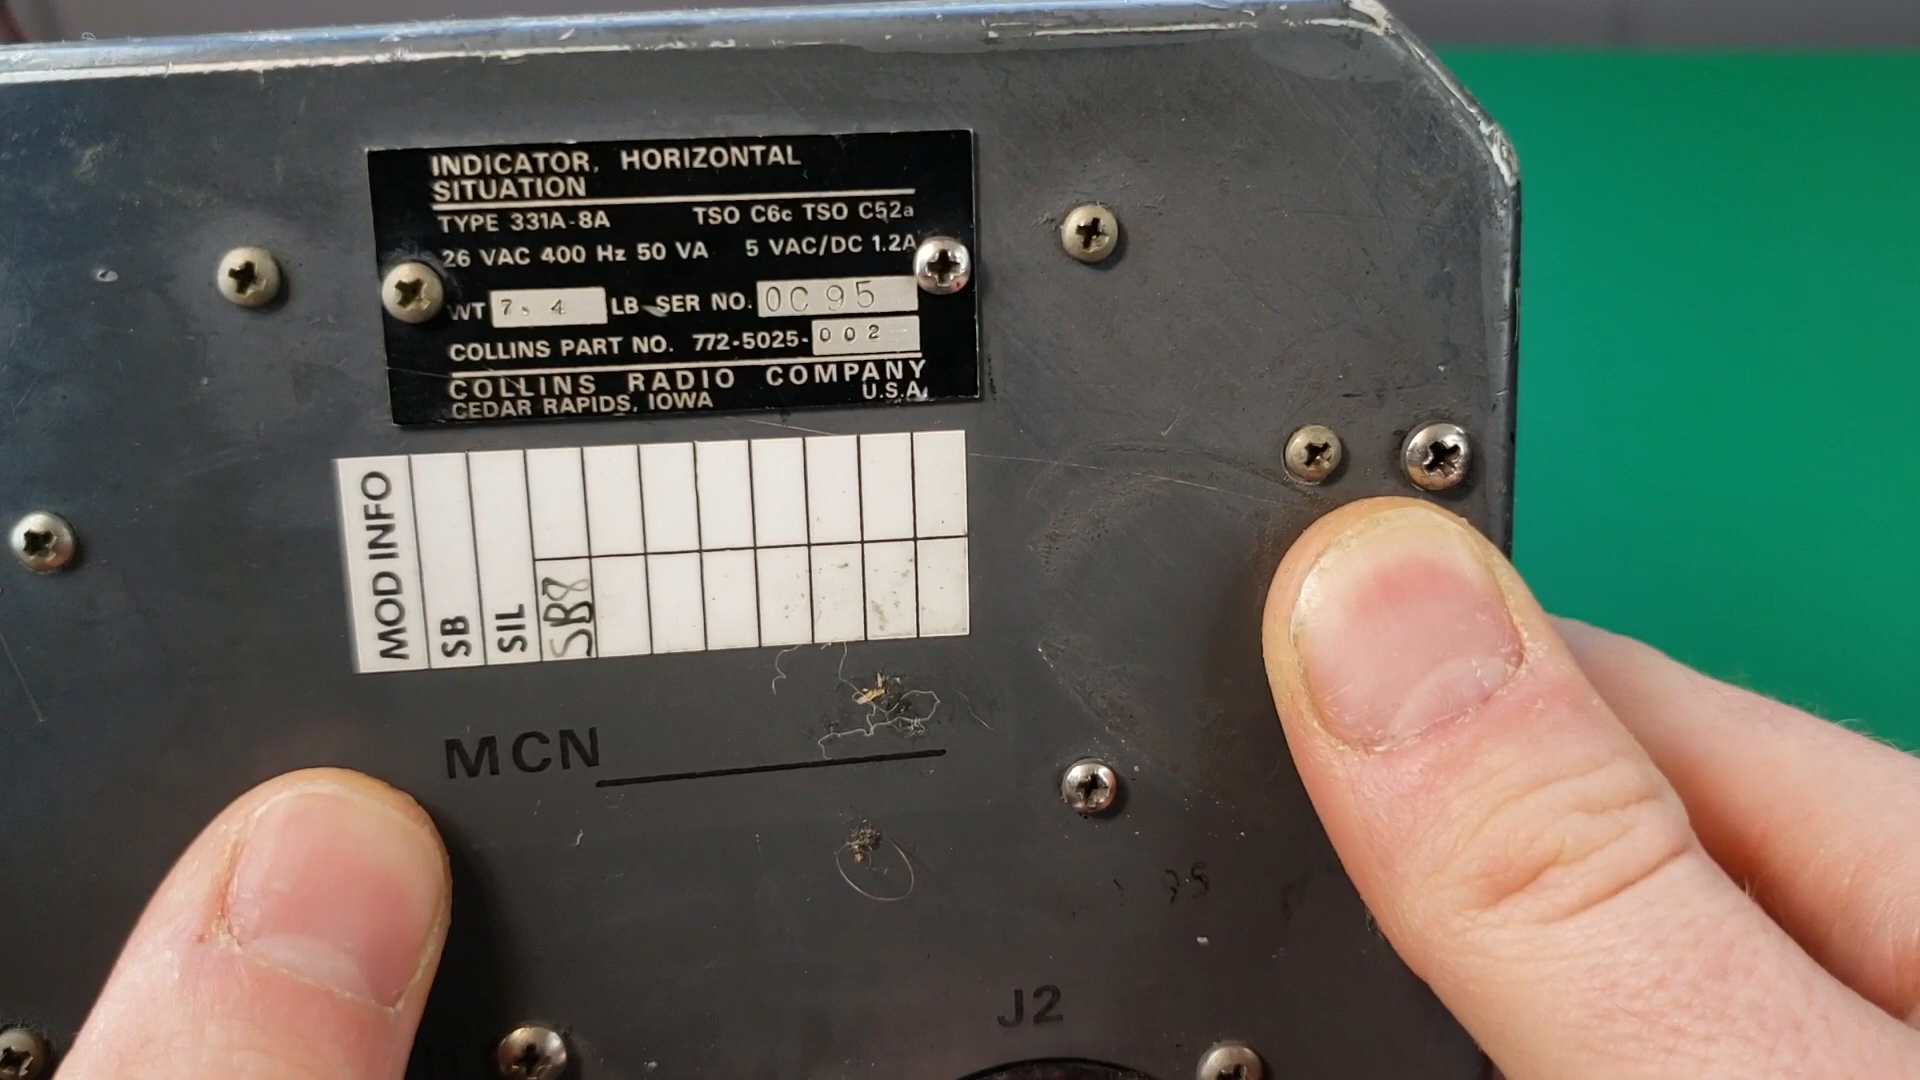 INDICATOR, HORIZONTAL
SITUATION
TYPE 331A-8A TSO C6c TSO C52a
26 VAC 400 Hz 50 VA 5 VAC/DC 1.2A
WT 7.4 LB SER NO. 0C95
COLLINS PART NO. 772-5025-002
COLLINS RADIO COMPANY
CEDAR RAPIDS, IOWA U.S.A.
MOD INFO
SB
SIL
SB8
MCN
J2